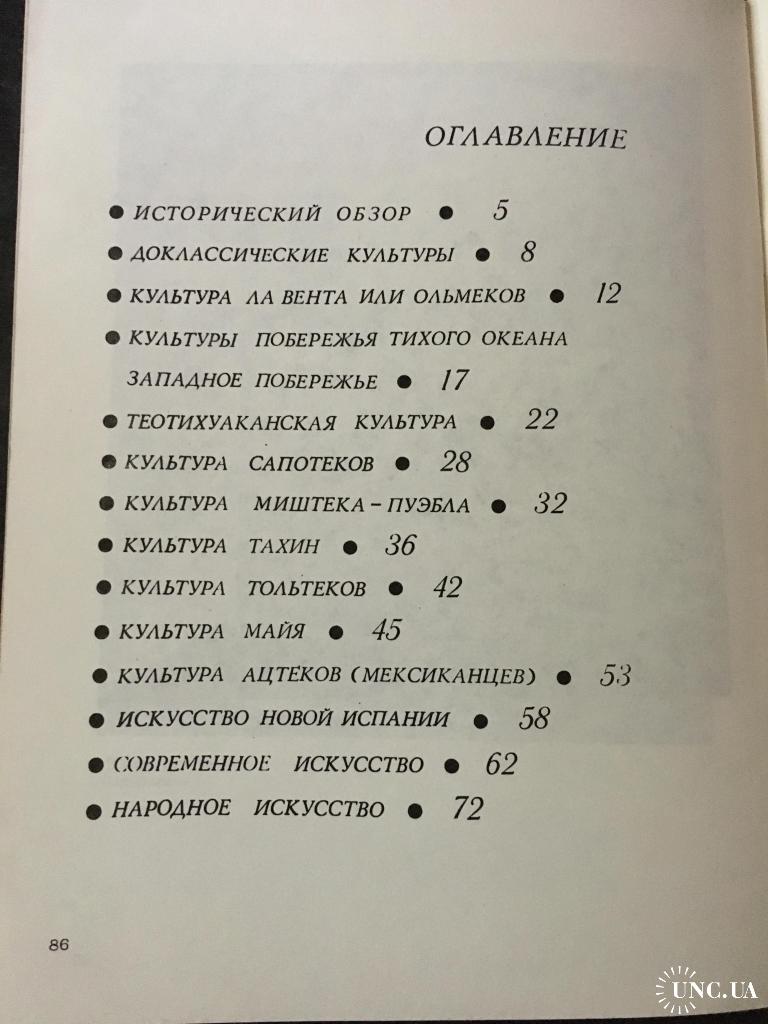 ОГЛАВЛЕНИЕ
● ИСТОРИЧЕСКИЙ ОБЗОР ● 5
● ДОКЛАССИЧЕСКИЕ КУЛЬТУРЫ ● 8
● КУЛЬТУРА ЛА ВЕНТА ИЛИ ОЛЬМЕКОВ ● 12
● КУЛЬТУРЫ ПОБЕРЕЖЬЯ ТИХОГО ОКЕАНА
ЗАПАДНОЕ ПОБЕРЕЖЬЕ ● 17
● ТЕОТИХУАКАНСКАЯ КУЛЬТУРА ● 22
● КУЛЬТУРА САПОТЕКОВ ● 28
● КУЛЬТУРА МИШТЕКА-ПУЭБЛА ● 32
● КУЛЬТУРА ТАХИН ● 36
● КУЛЬТУРА ТОЛЬТЕКОВ ● 42
● КУЛЬТУРА МАЙЯ ● 45
● КУЛЬТУРА АЦТЕКОВ (МЕКСИКАНЦЕВ) ● 53
● ИСКУССТВО НОВОЙ ИСПАНИИ ● 58
● СОВРЕМЕННОЕ ИСКУССТВО ● 62
● НАРОДНОЕ ИСКУССТВО ● 72
86
UNC.UA